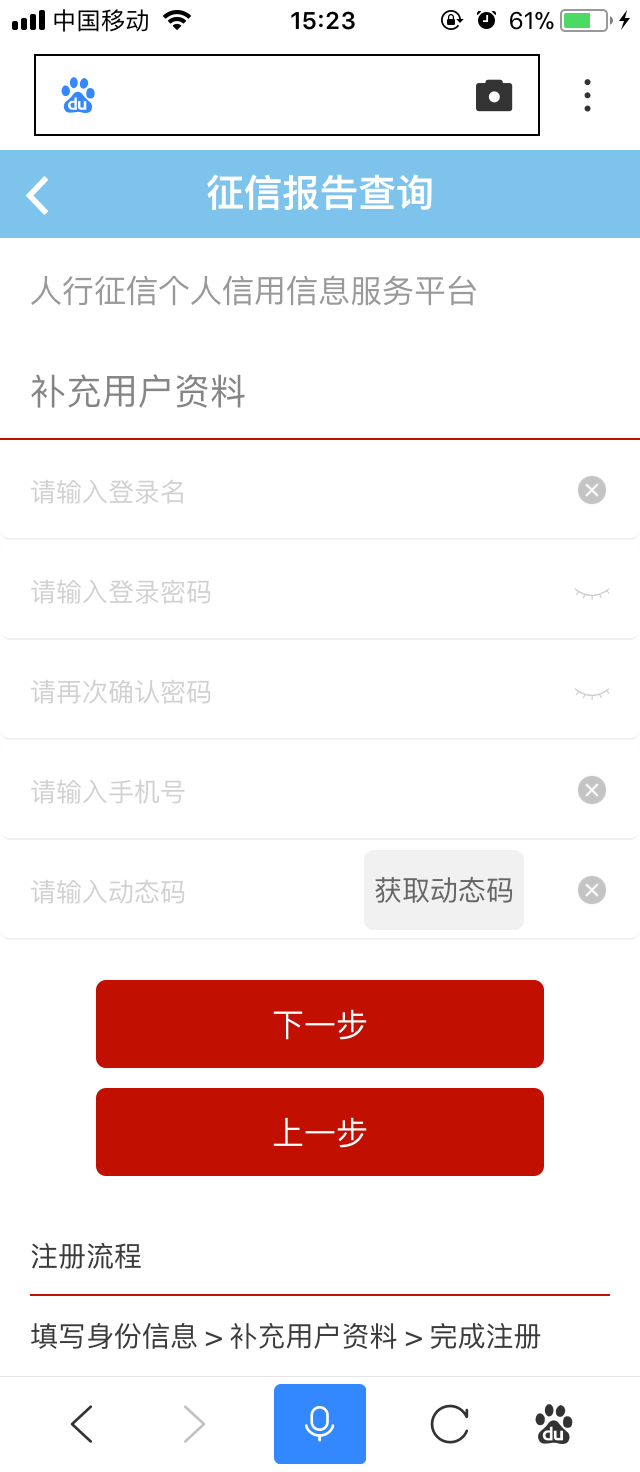 中国移动 15:23 61%
du
征信报告查询
人行征信个人信用信息服务平台
补充用户资料
请输入登录名
请输入登录密码
请再次确认密码
请输入手机号
请输入动态码 获取动态码
下一步
上一步
注册流程
填写身份信息 > 补充用户资料 > 完成注册
du